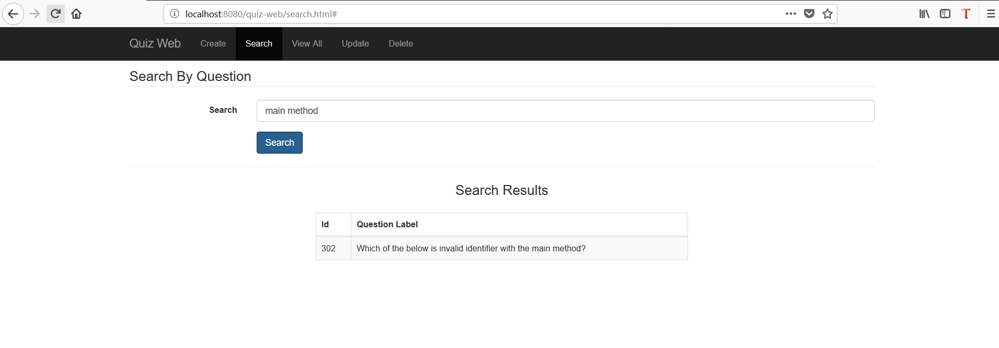 localhost:8080/quiz-web/search.html#
Quiz Web Create Search View All Update Delete
Search By Question
Search main method
Search
Search Results
Id Question Label
302 Which of the below is invalid identifier with the main method?